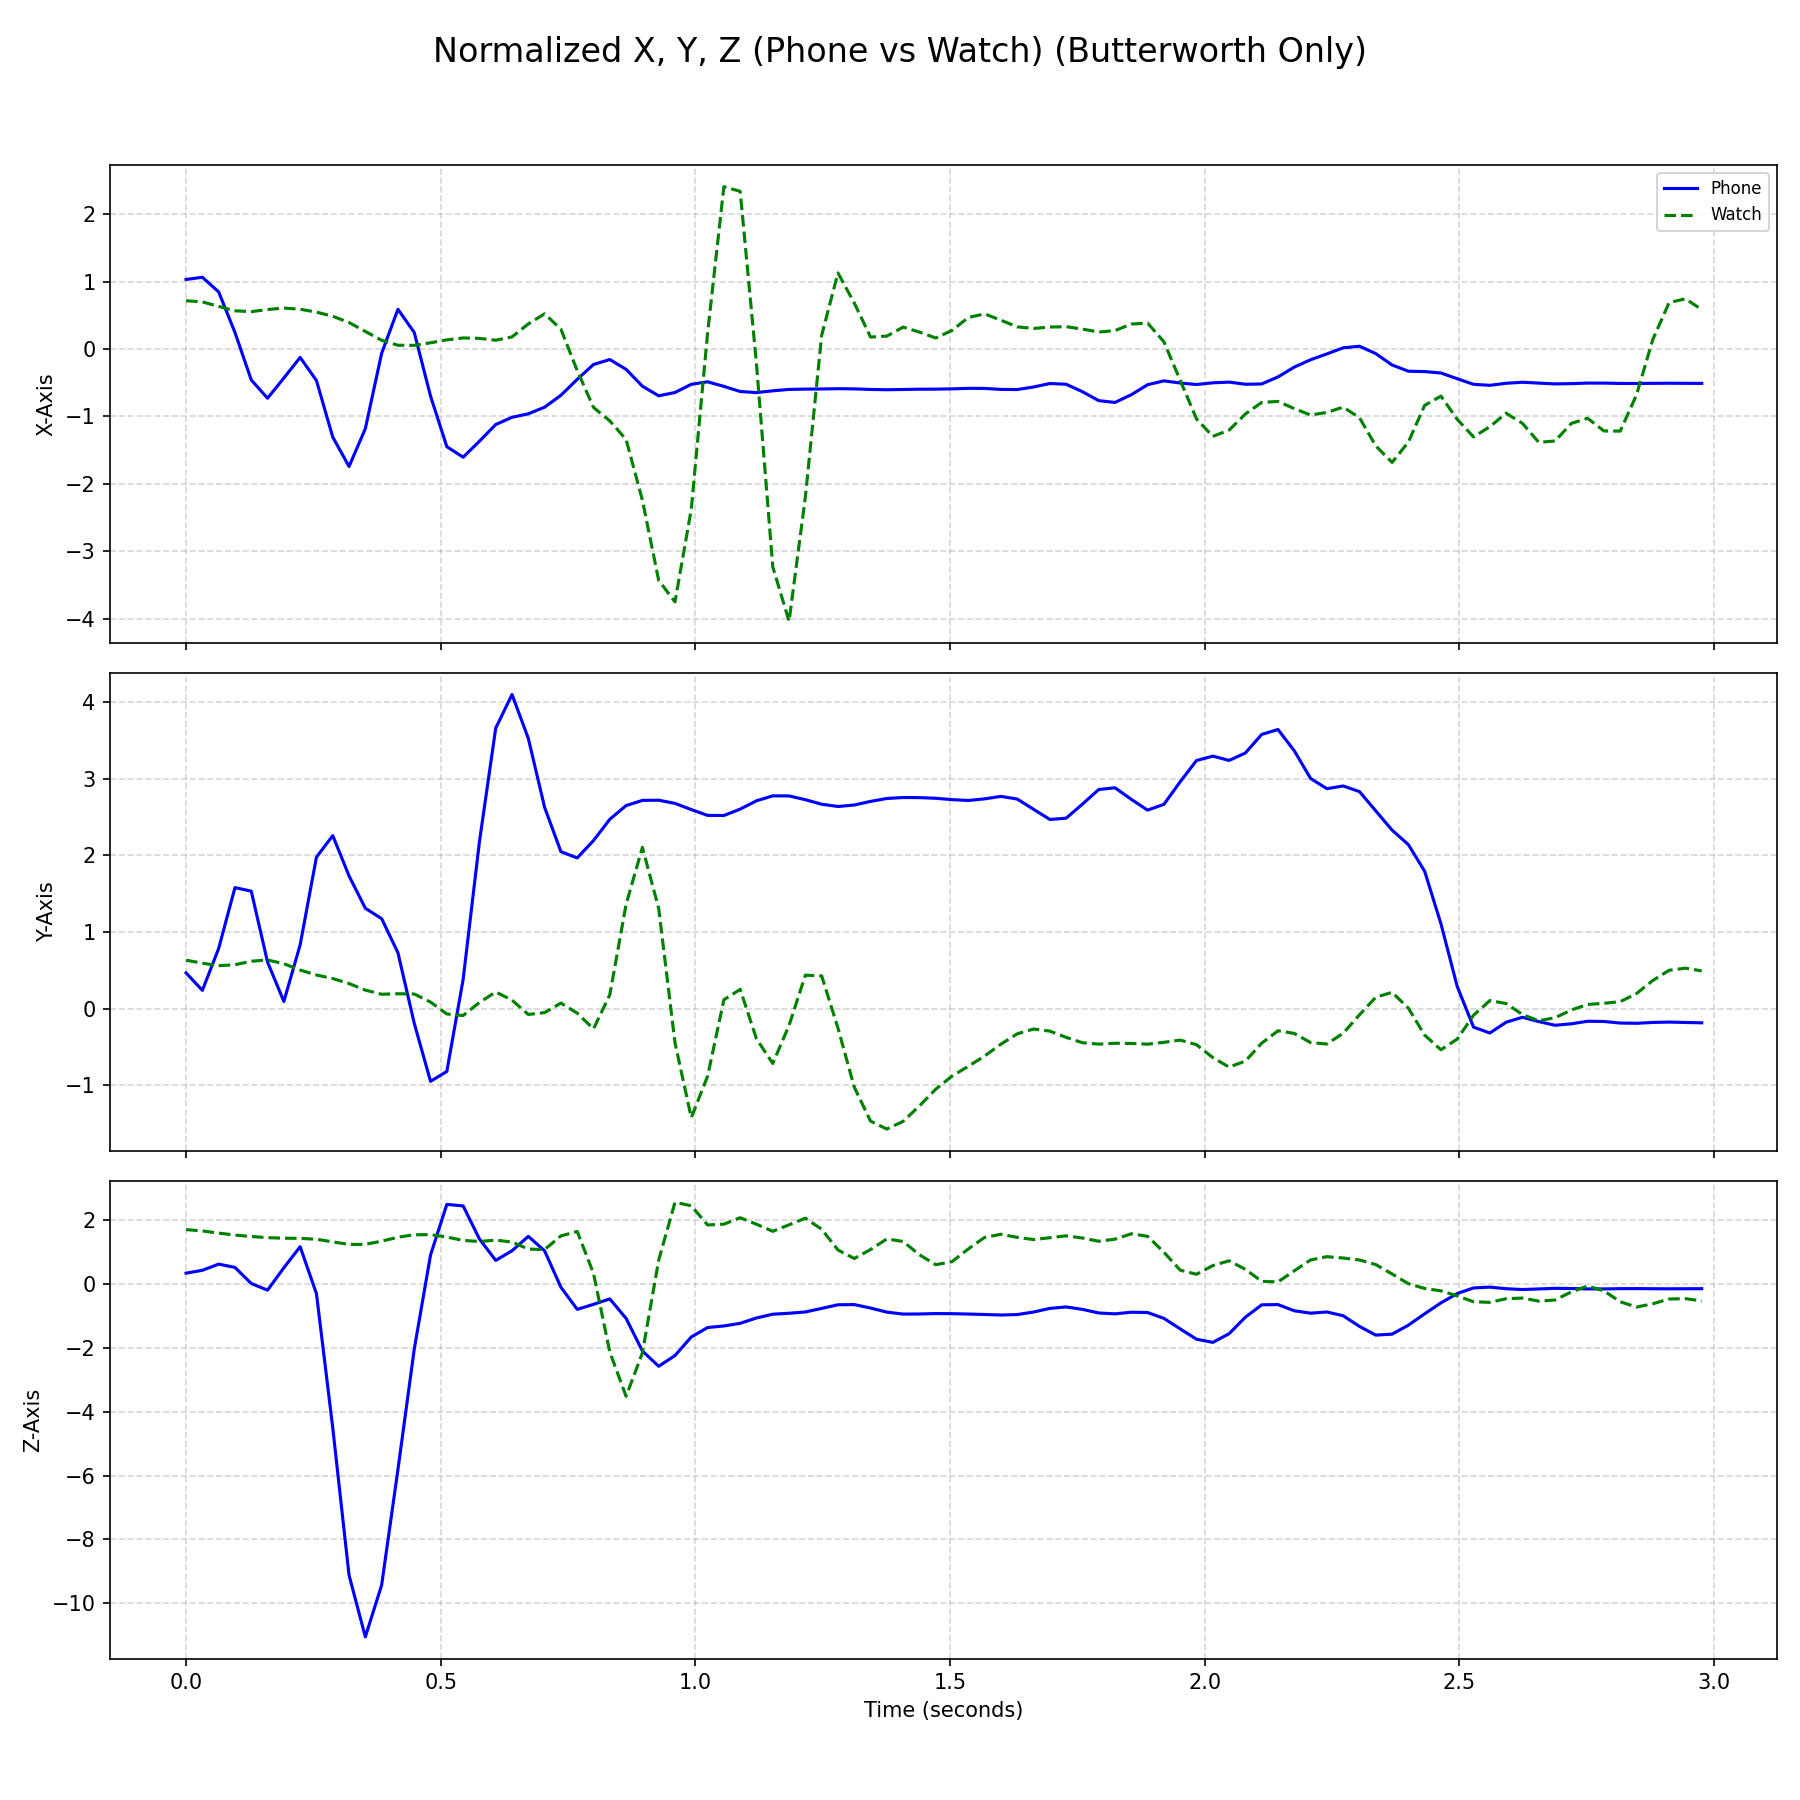 Normalized X, Y, Z (Phone vs Watch) (Butterworth Only)
Phone
Watch
2
1
0
−1
−2
−3
−4
X-Axis
4
3
2
1
0
−1
Y-Axis
2
0
−2
−4
−6
−8
−10
Z-Axis
0.0 0.5 1.0 1.5 2.0 2.5 3.0
Time (seconds)